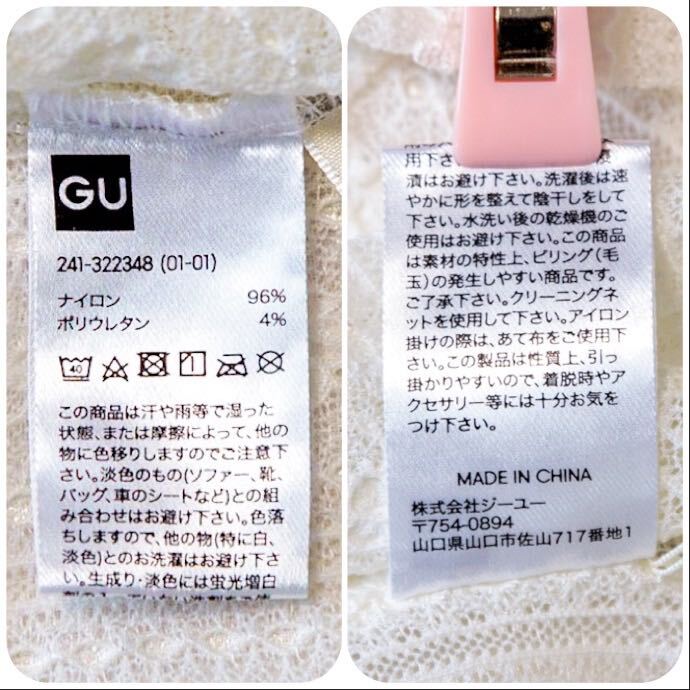 GU
241-322348 (01-01)
ナイロン 96%
ポリウレタン 4%
40
この商品は汗や雨等で湿った
状態、または摩擦によって、他の
物に色移りしますのでご注意下
さい。淡色のもの(ソファー、靴、
バッグ、車のシートなど)との組
み合わせはお避け下さい。色落
ちしますので、他の物(特に白、
淡色)とのお洗濯はお避け下さ
い。生成り・淡色には蛍光増白
用下さ
漬はお避け下さい。洗濯後は速
やかに形を整えて陰干しをして
下さい。水洗い後の乾燥機のご
使用はお避け下さい。この商品
は素材の特性上、ピリング(毛
玉)の発生しやすい商品です。
ご了承下さい。クリーニングネ
ットを使用して下さい。アイロン
掛けの際は、あて布をご使用下
さい。この製品は性質上、引っ
掛かりやすいので、着脱時やア
クセサリー等には十分お気を
つけ下さい。
MADE IN CHINA
株式会社ジーユー
〒754-0894
山口県山口市佐山717番地1